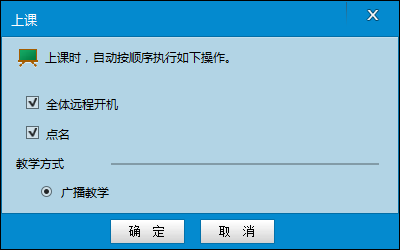 上课
上课时，自动按顺序执行如下操作。
全体远程开机
点名
教学方式
广播教学
确 定 取 消